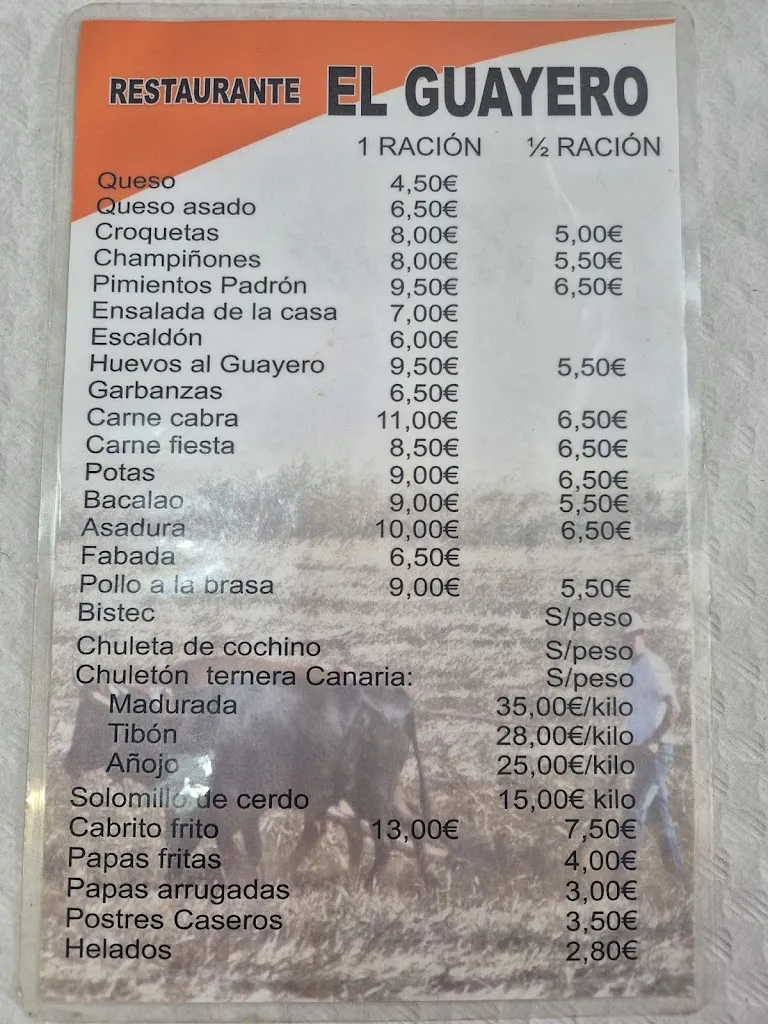 RESTAURANTE EL GUAYERO
1 RACIÓN ½ RACIÓN
Queso 4,50€
Queso asado 6,50€
Croquetas 8,00€ 5,00€
Champiñones 8,00€ 5,50€
Pimientos Padrón 9,50€ 6,50€
Ensalada de la casa 7,00€
Escaldón 6,00€
Huevos al Guayero 9,50€ 5,50€
Garbanzas 6,50€
Carne cabra 11,00€ 6,50€
Carne fiesta 8,50€ 6,50€
Potas 9,00€ 6,50€
Bacalao 9,00€ 5,50€
Asadura 10,00€ 6,50€
Fabada 6,50€
Pollo a la brasa 9,00€ 5,50€
Bistec S/peso
Chuleta de cochino S/peso
Chuletón ternera Canaria: S/peso
Madurada 35,00€/kilo
Tibón 28,00€/kilo
Añojo 25,00€/kilo
Solomillo de cerdo 15,00€ kilo
Cabrito frito 13,00€ 7,50€
Papas fritas 4,00€
Papas arrugadas 3,00€
Postres Caseros 3,50€
Helados 2,80€